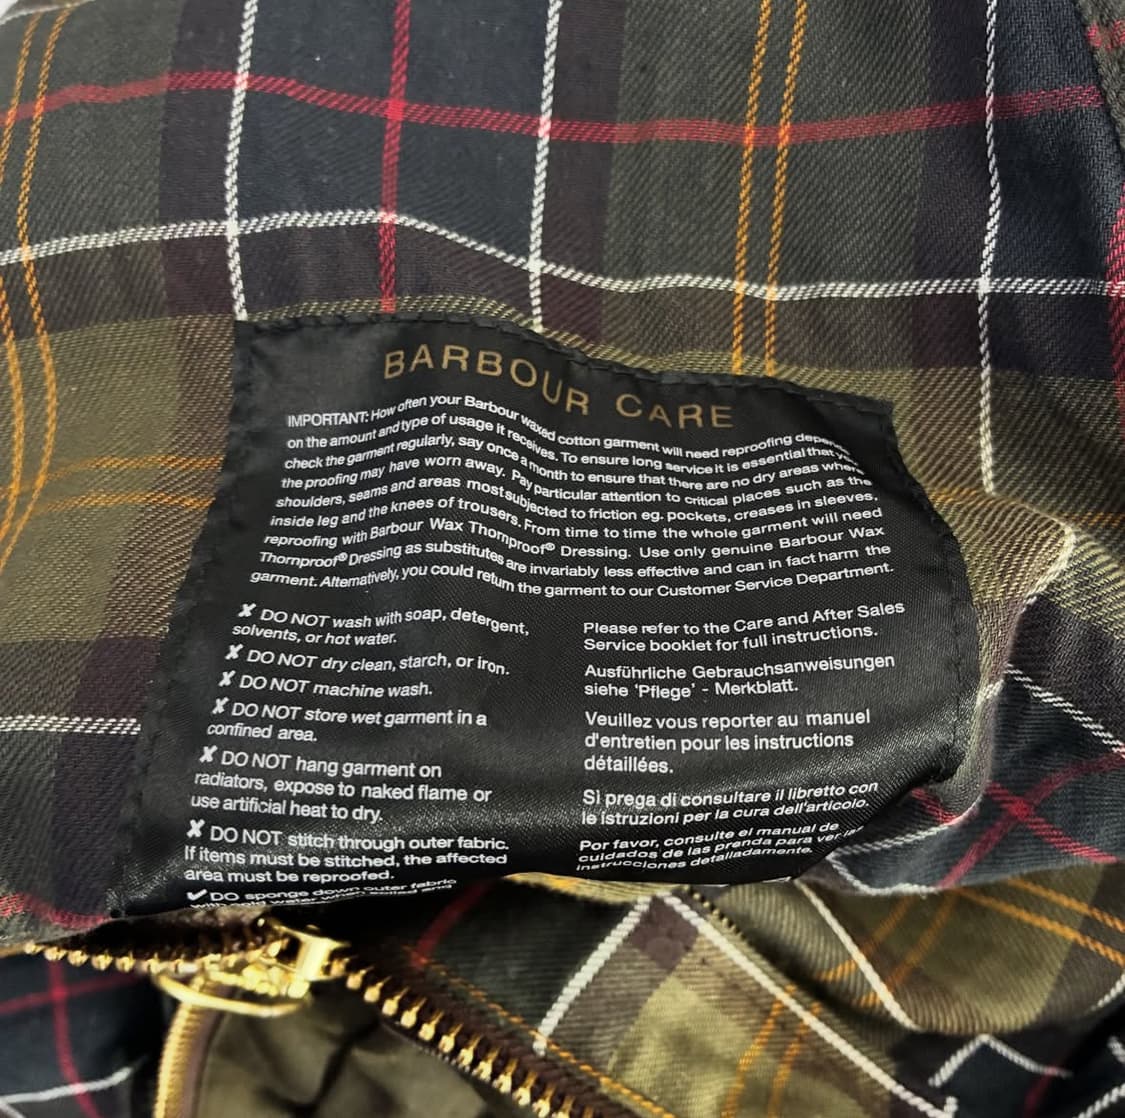 BARBOUR CARE
IMPORTANT: How often your Barbour waxed cotton garment will need reproofing depends
on the amount and type of usage it receives. To ensure long service it is essential that you
check the garment regularly, say once a month to ensure that there are no dry areas where
the proofing may have worn away. Pay particular attention to critical places such as the
shoulders, seams and areas most subjected to friction eg. pockets, creases in sleeves,
inside leg and the knees of trousers. From time to time the whole garment will need
reproofing with Barbour Wax Thornproof® Dressing. Use only genuine Barbour Wax
Thornproof® Dressing as substitutes are invariably less effective and can in fact harm the
garment. Alternatively, you could return the garment to our Customer Service Department.
✘ DO NOT wash with soap, detergent,
solvents, or hot water.
✘ DO NOT dry clean, starch, or iron.
✘ DO NOT machine wash.
✘ DO NOT store wet garment in a
confined area.
✘ DO NOT hang garment on
radiators, expose to naked flame or
use artificial heat to dry.
✘ DO NOT stitch through outer fabric.
If items must be stitched, the affected
area must be reproofed.
✔ DO sponge down outer fabric
with cold water when soiled and
Please refer to the Care and After Sales
Service booklet for full instructions.
Ausführliche Gebrauchsanweisungen
siehe 'Pflege' - Merkblatt.
Veuillez vous reporter au manuel
d'entretien pour les instructions
détaillées.
Si prega di consultare il libretto con
le istruzioni per la cura dell'articolo.
Por favor, consulte el manual de
cuidados de las prenda para ver las
instrucciones detalladamente.